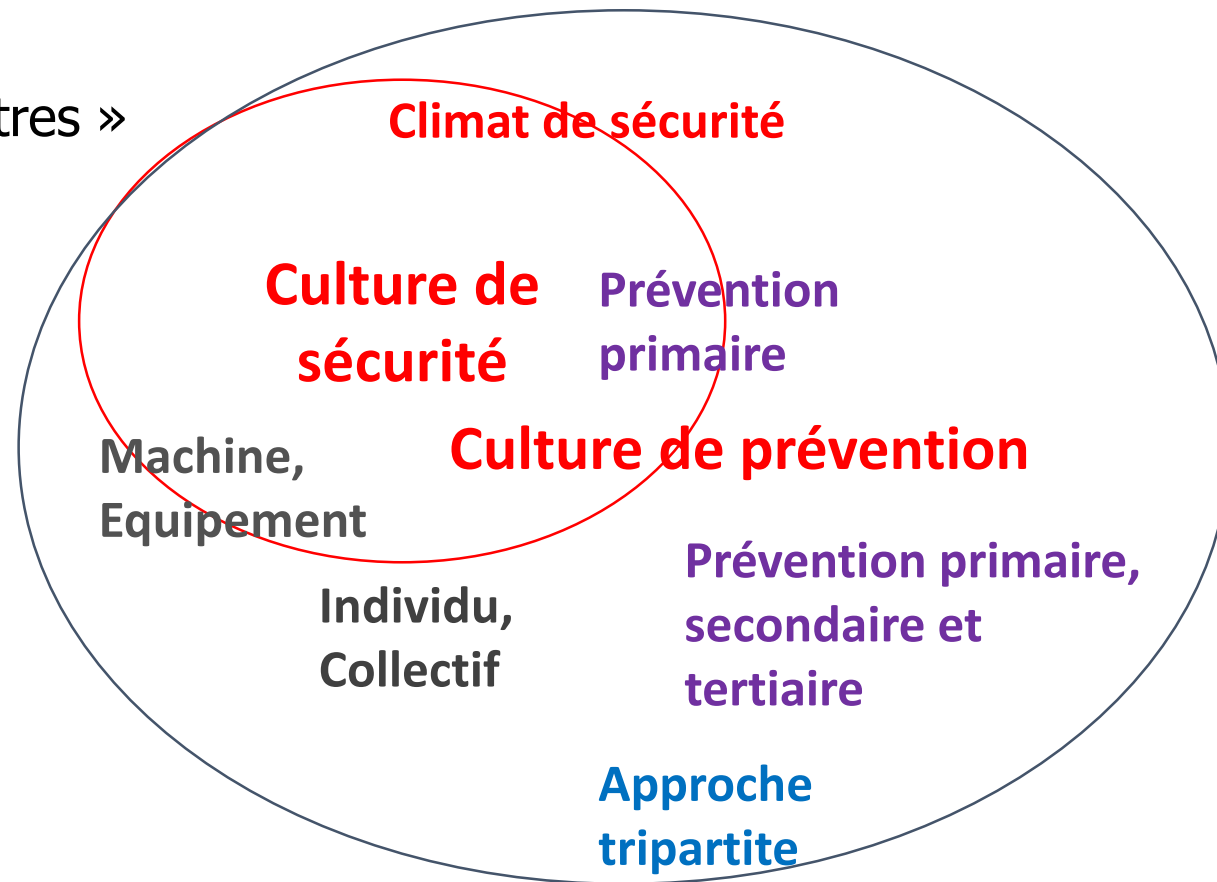 tres »
Climat de sécurité
Culture de
sécurité
Prévention
primaire
Culture de prévention
Machine,
Equipement
Prévention primaire,
secondaire et
tertiaire
Individu,
Collectif
Approche
tripartite